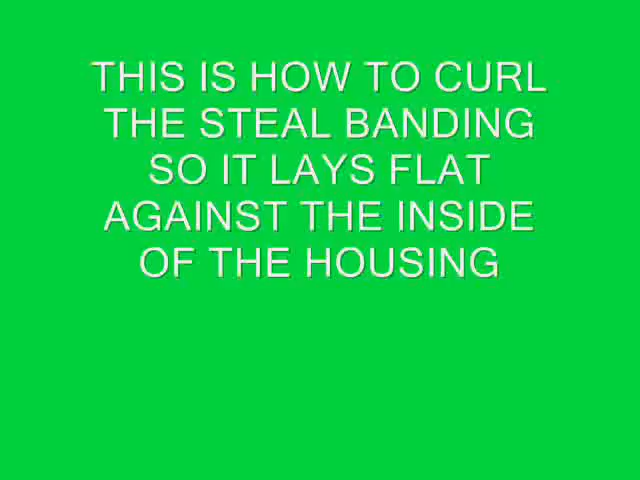 THIS IS HOW TO CURL
THE STEAL BANDING
SO IT LAYS FLAT
AGAINST THE INSIDE
OF THE HOUSING